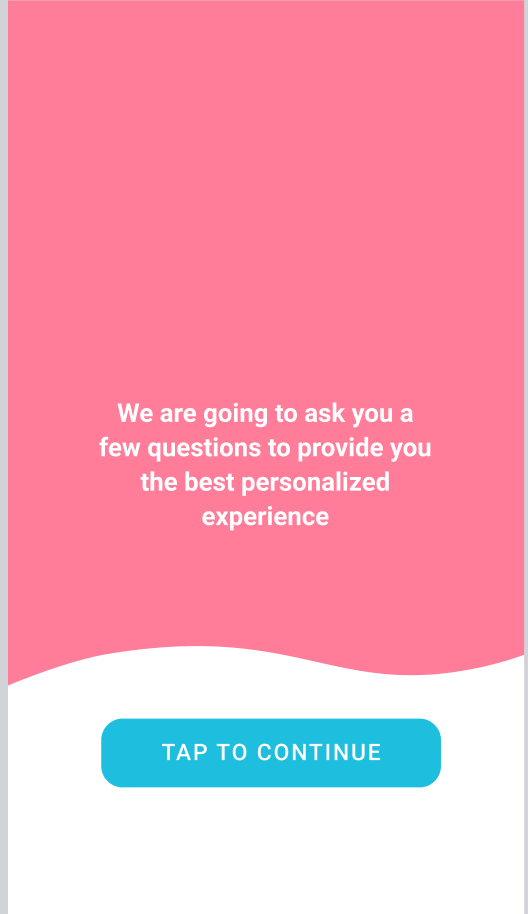 We are going to ask you a
few questions to provide you
the best personalized
experience
TAP TO CONTINUE